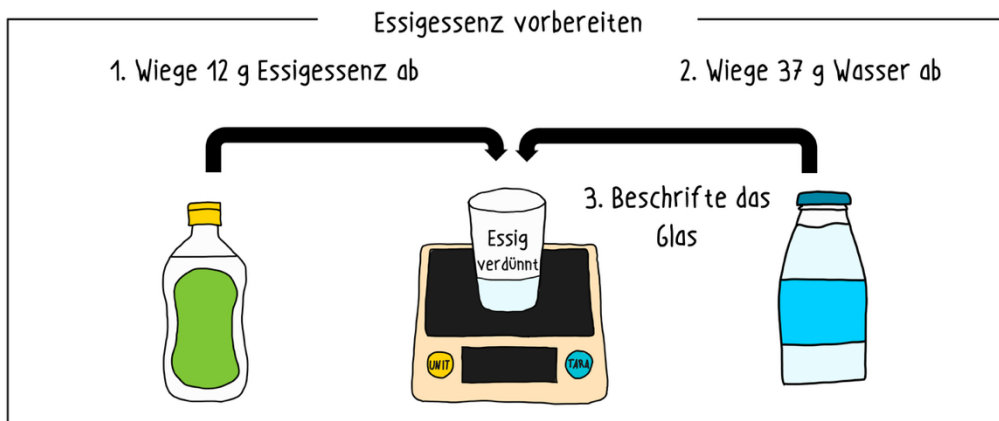 Essigessenz vorbereiten
1. Wiege 12 g Essigessenz ab
2. Wiege 37 g Wasser ab
3. Beschrifte das
Glas
Essig
verdünnt
UNIT
TARA